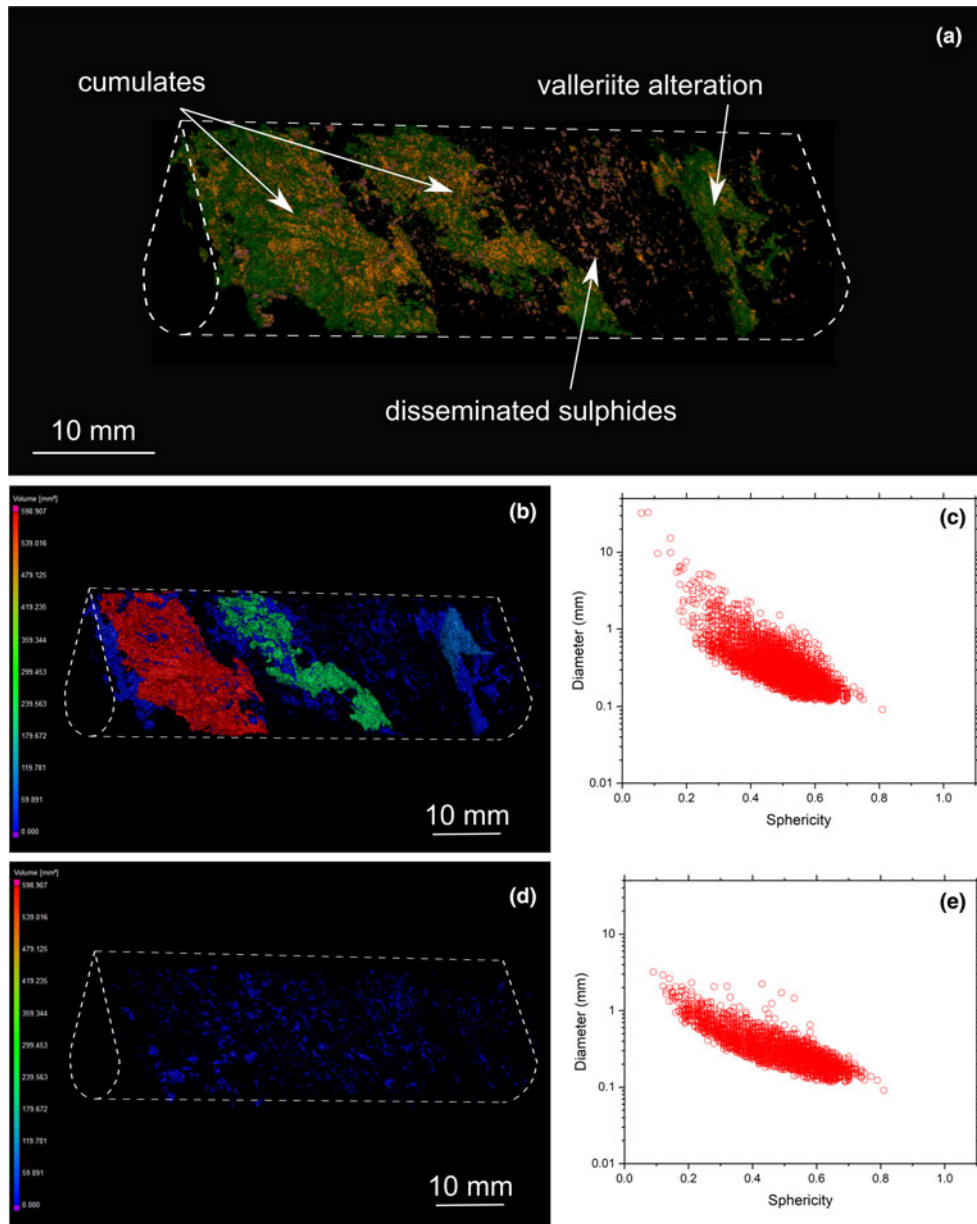 (a)
cumulates
valleriite alteration
disseminated sulphides
10 mm
Volume [mm³]
598.907
539.016
479.125
419.235
359.344
299.453
239.563
179.672
119.781
59.891
0.000
(b)
10 mm
(c)
Diameter (mm)
10
1
0.1
0.01
0.0 0.2 0.4 0.6 0.8 1.0
Sphericity
Volume [mm³]
598.907
539.016
479.125
419.235
359.344
299.453
239.563
179.672
119.781
59.891
0.000
(d)
10 mm
(e)
Diameter (mm)
10
1
0.1
0.01
0.0 0.2 0.4 0.6 0.8 1.0
Sphericity